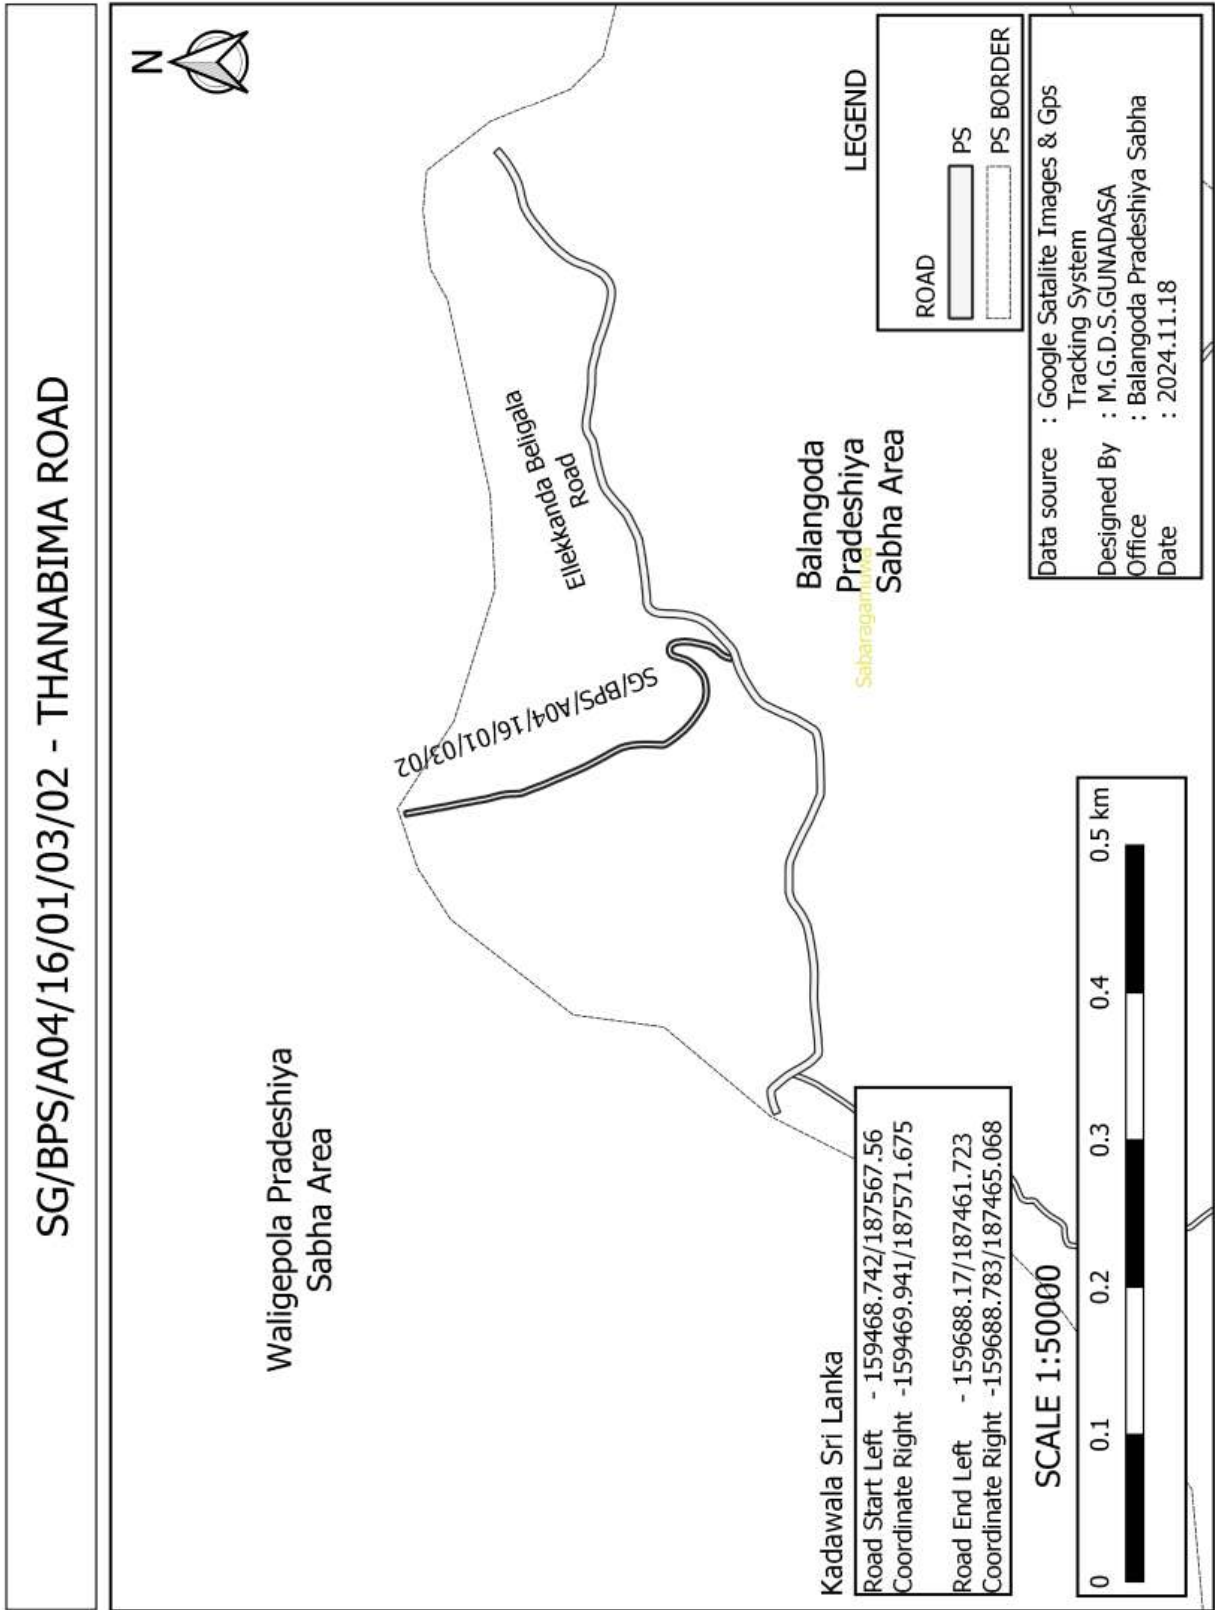 SG/BPS/A04/16/01/03/02 - THANABIMA ROAD
N
Waligepola Pradeshiya
Sabha Area
SG/BPS/A04/16/01/03/02
Ellekkanda Beligala
Road
Balangoda
Pradeshiya
Sabha Area
Sabaragamuwa
LEGEND
ROAD
PS
PS BORDER
Kadawala Sri Lanka
Road Start Left - 159468.742/187567.56
Coordinate Right -159469.941/187571.675
Road End Left - 159688.17/187461.723
Coordinate Right -159688.783/187465.068
SCALE 1:50000
0 0.1 0.2 0.3 0.4 0.5 km
Data source : Google Satalite Images & Gps
Tracking System
Designed By : M.G.D.S.GUNADASA
Office : Balangoda Pradeshiya Sabha
Date : 2024.11.18